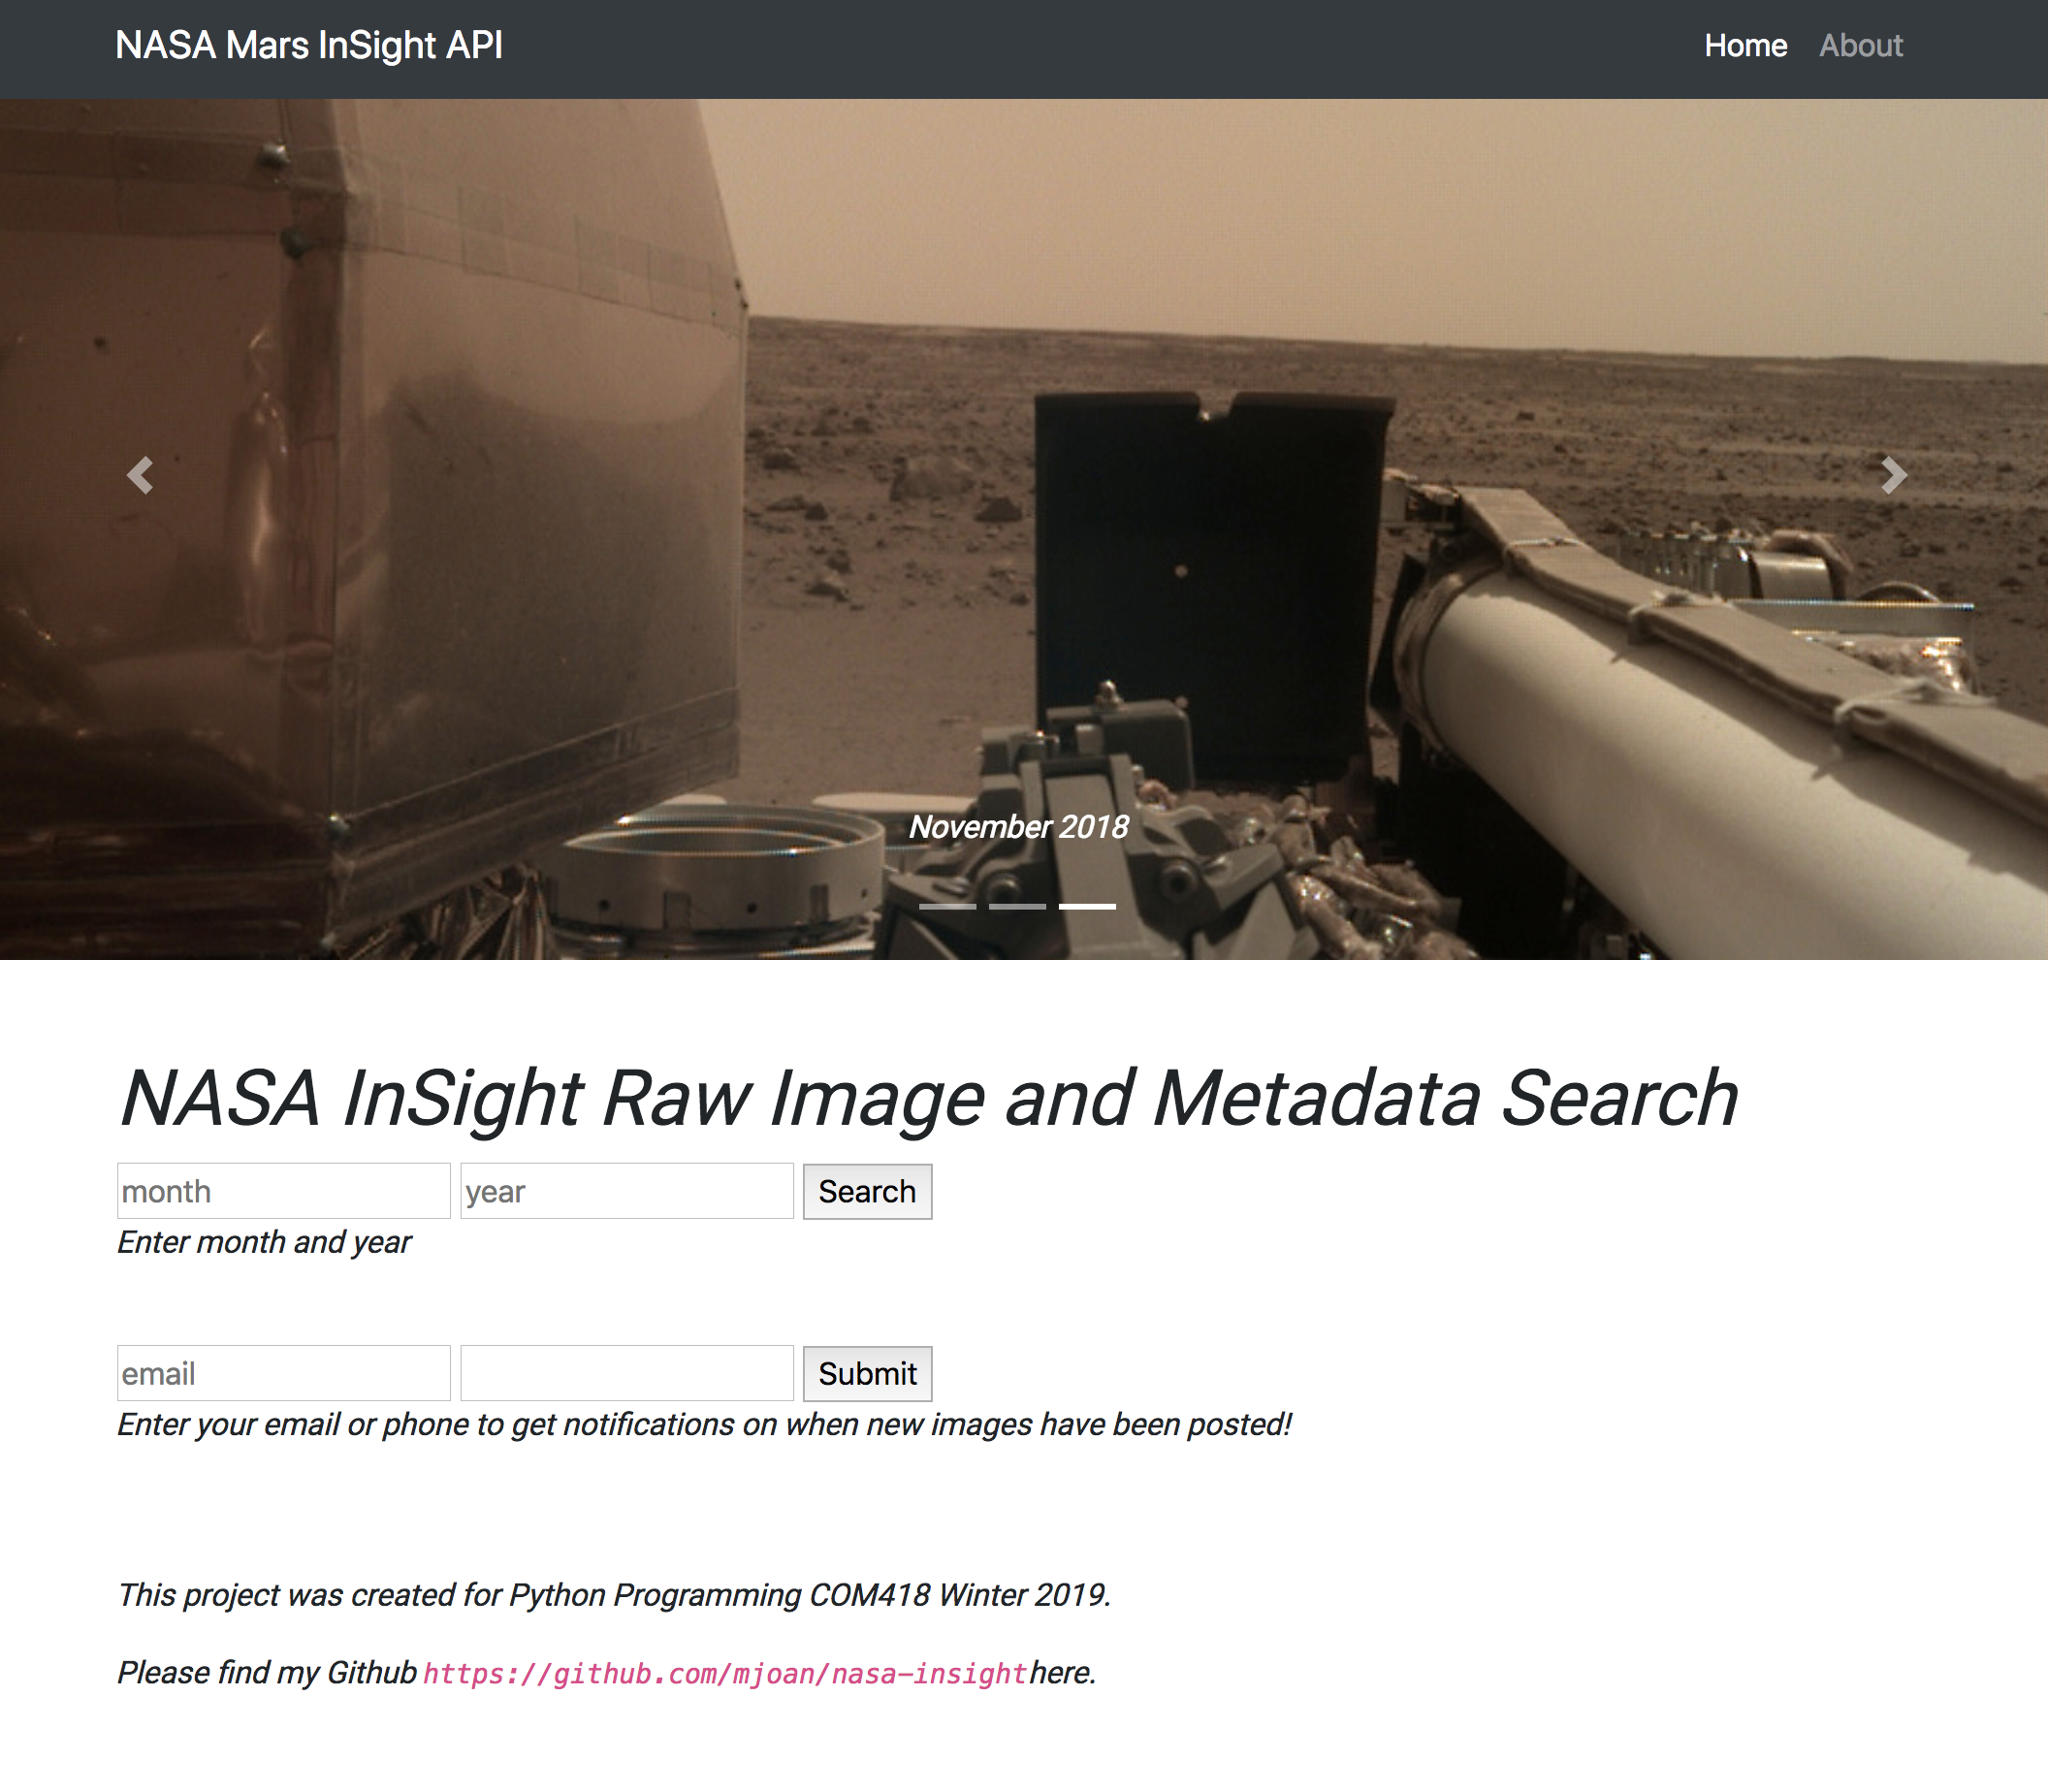 NASA Mars InSight API
Home About
November 2018
NASA InSight Raw Image and Metadata Search
month year Search
Enter month and year
email Submit
Enter your email or phone to get notifications on when new images have been posted!
This project was created for Python Programming COM418 Winter 2019.
Please find my Github https://github.com/mjoan/nasa-insight here.